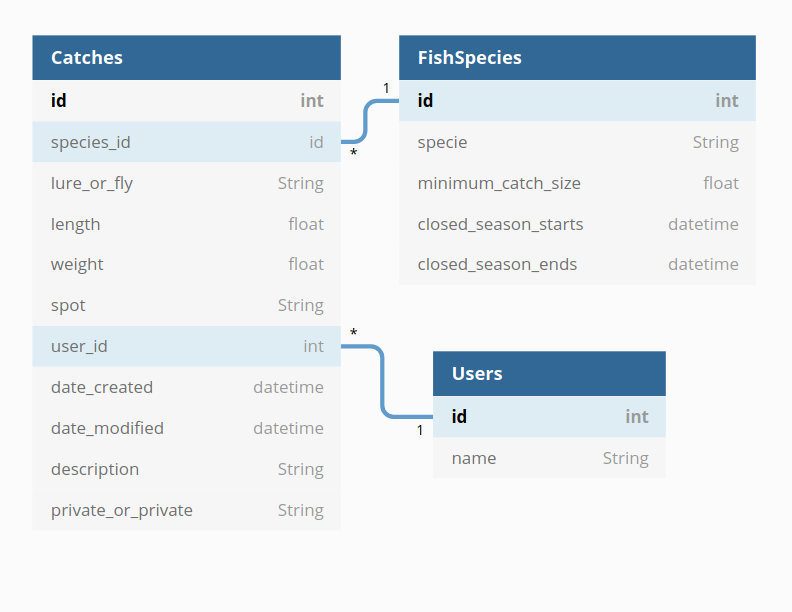 Catches
id int
species_id id
lure_or_fly String
length float
weight float
spot String
user_id int
date_created datetime
date_modified datetime
description String
private_or_private String
1
*
*
1
FishSpecies
id int
specie String
minimum_catch_size float
closed_season_starts datetime
closed_season_ends datetime
Users
id int
name String